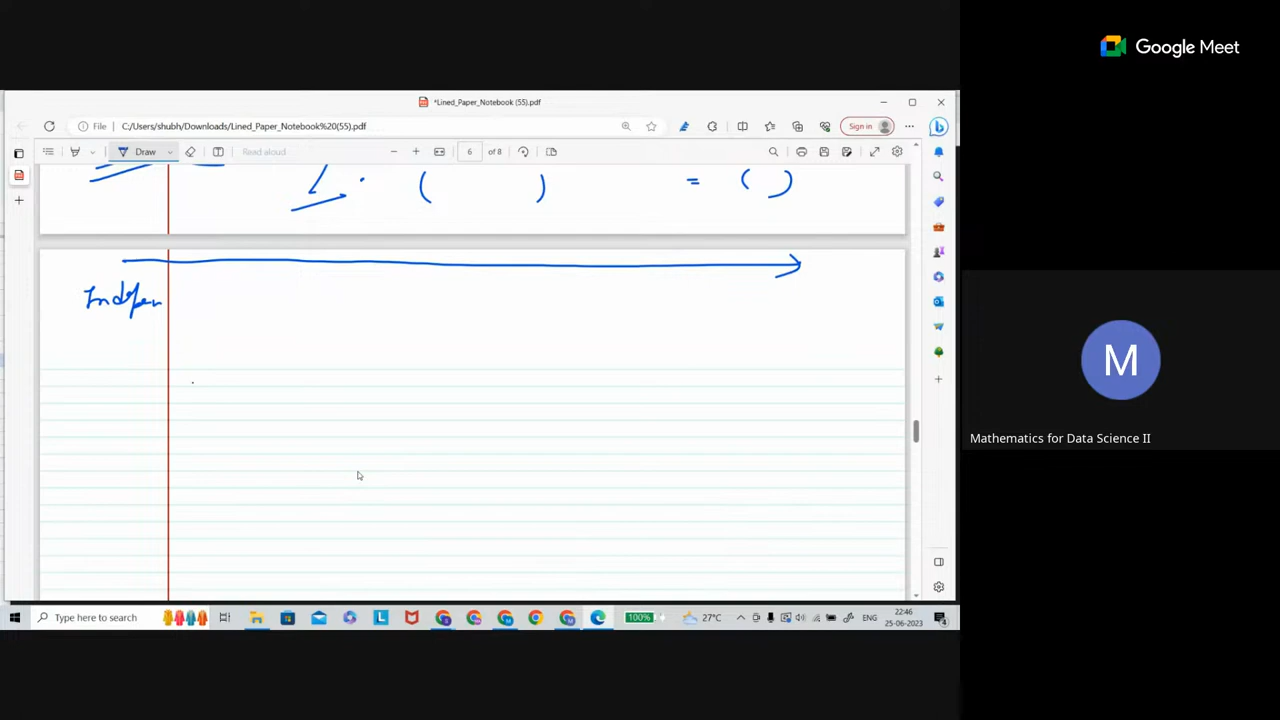 Google Meet
*Lined_Paper_Notebook (55).pdf
File C:/Users/shubh/Downloads/Lined_Paper_Notebook%20(55).pdf Sign in
Draw Read aloud 6 of 8
( ) = ( )
Indepen
M
Mathematics for Data Science II
Type here to search 100% 27°C ENG 22:46
25-06-2023 4